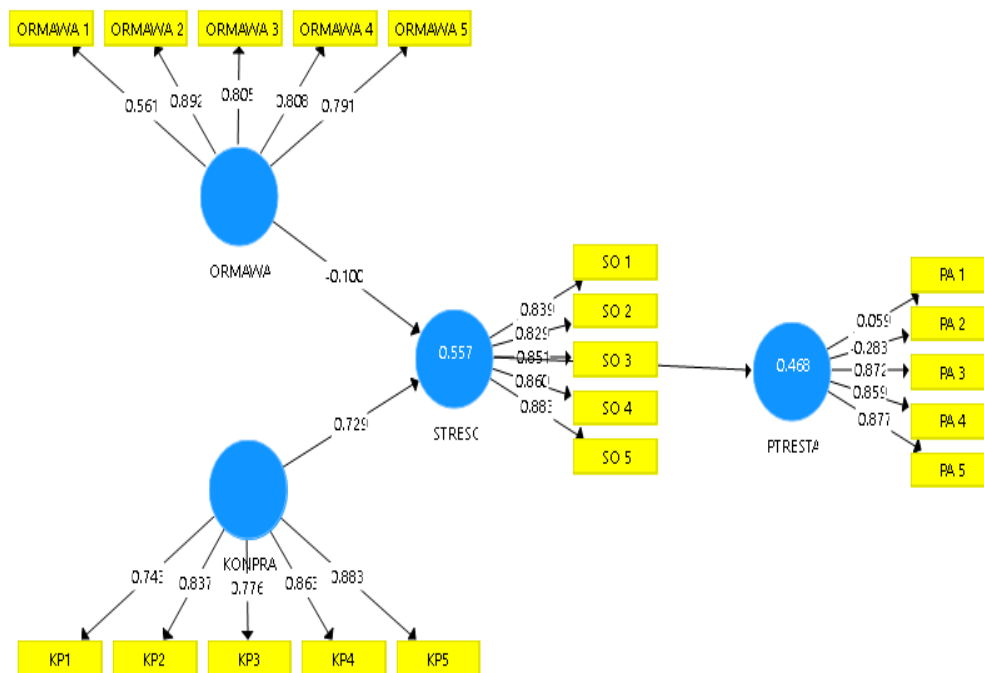 ORMAWA 1 ORMAWA 2 ORMAWA 3 ORMAWA 4 ORMAWA 5
0.561 0.892 0.805 0.808 0.791
ORMAWA
-0.100
SO 1
SO 2
SO 3
SO 4
SO 5
0.839
0.829
0.851
0.860
0.883
0.557
STRESC
PA 1
PA 2
PA 3
PA 4
PA 5
0.059
-0.283
0.872
0.859
0.877
0.468
PTRESTA
0.729
KONPRA
0.743 0.837 0.776 0.863 0.883
KP1 KP2 KP3 KP4 KP5